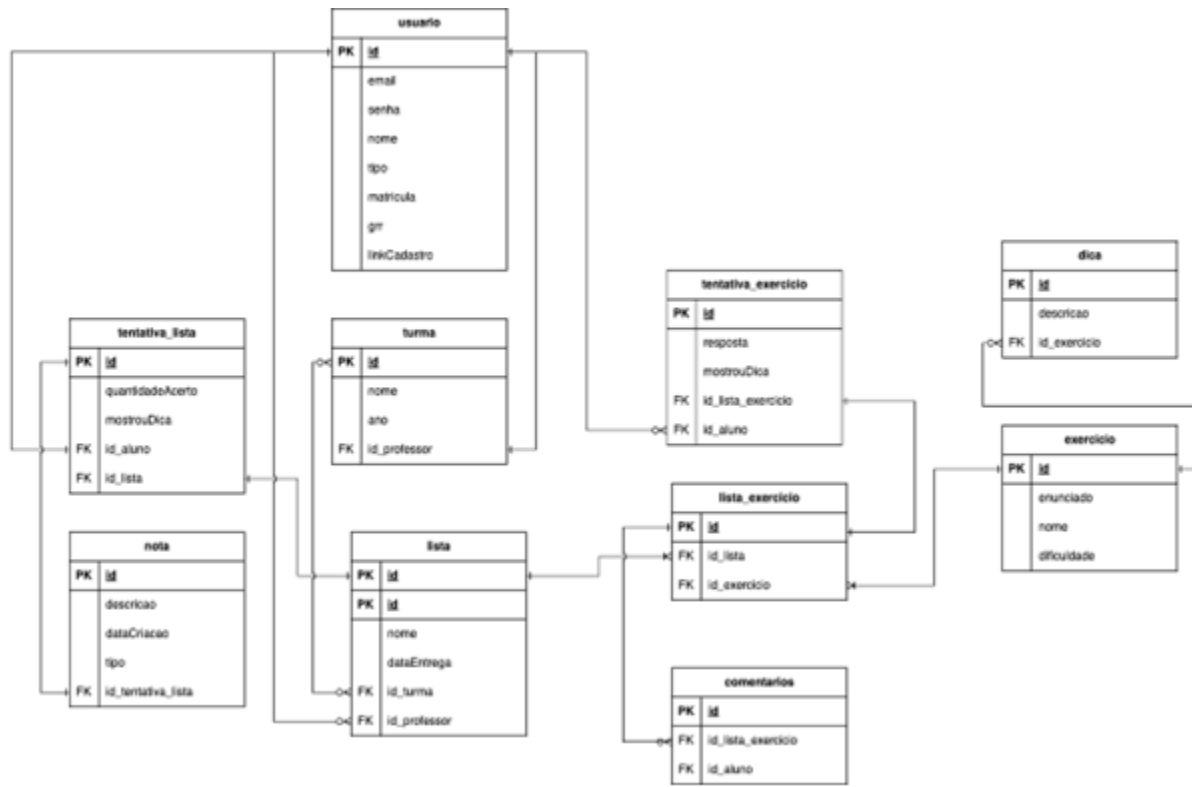 usuario
PK id
email
senha
nome
tipo
matricula
grr
linkCadastro
tentativa_lista
PK id
quantidadeAcerto
mostrouDica
FK id_aluno
FK id_lista
turma
PK id
nome
ano
FK id_professor
tentativa_exercicio
PK id
resposta
mostrouDica
FK id_lista_exercicio
FK id_aluno
dica
PK id
descricao
FK id_exercicio
exercicio
PK id
enunciado
nome
dificuldade
lista_exercicio
PK id
FK id_lista
FK id_exercicio
nota
PK id
descricao
dataCriacao
tipo
FK id_tentativa_lista
lista
PK id
PK id
nome
dataEntrega
FK id_turma
FK id_professor
comentarios
PK id
FK id_lista_exercicio
FK id_aluno